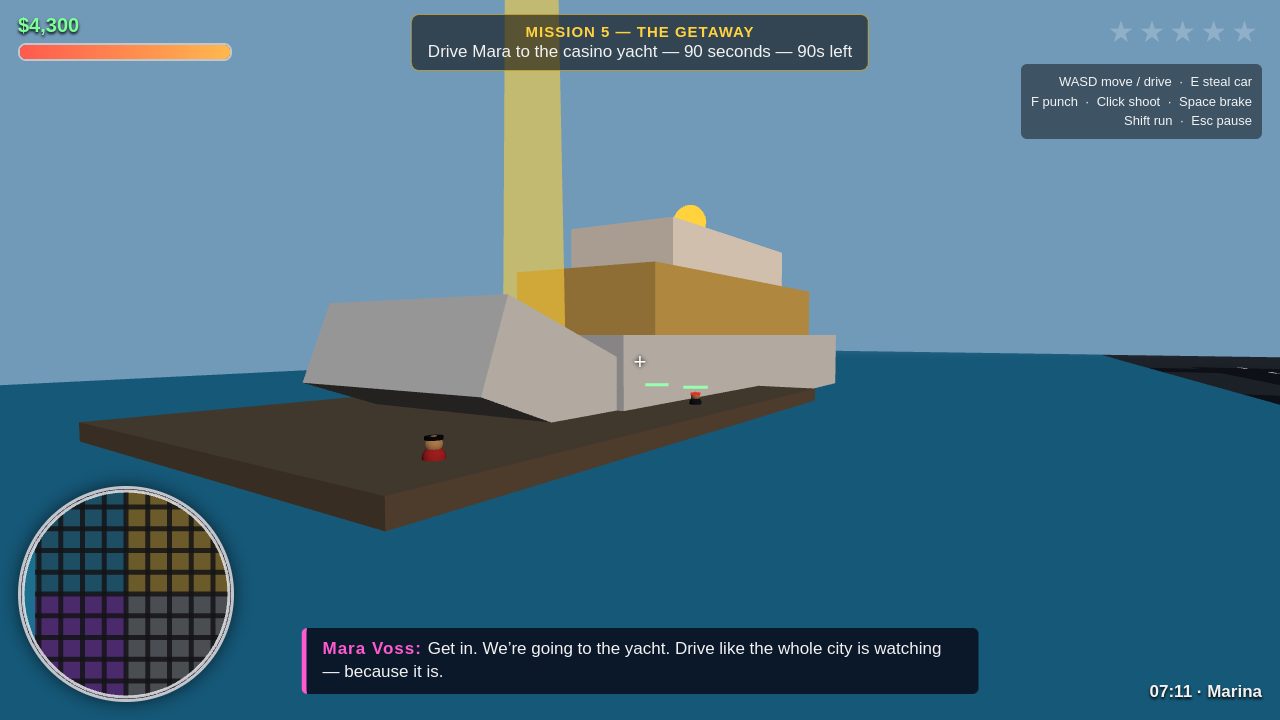 $4,300
MISSION 5 — THE GETAWAY
Drive Mara to the casino yacht — 90 seconds — 90s left
WASD move / drive · E steal car
F punch · Click shoot · Space brake
Shift run · Esc pause
Mara Voss: Get in. We’re going to the yacht. Drive like the whole city is watching
— because it is.
07:11 · Marina